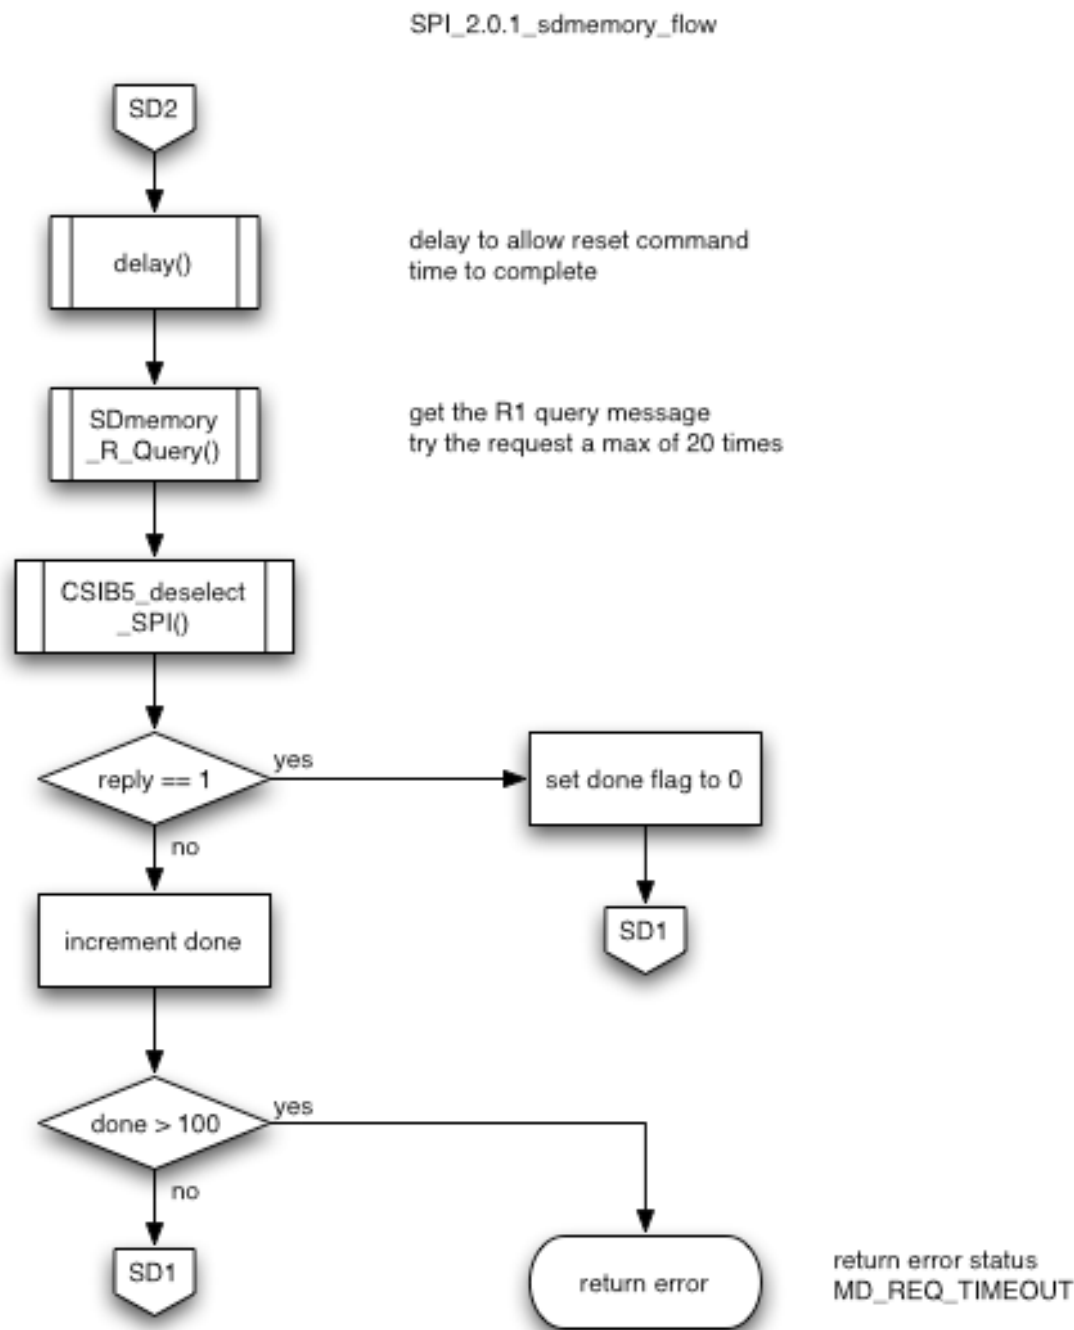 SPI_2.0.1_sdmemory_flow
SD2
delay()
delay to allow reset command
time to complete
SDmemory
_R_Query()
get the R1 query message
try the request a max of 20 times
CSIB5_deselect
_SPI()
reply == 1
yes
set done flag to 0
no
SD1
increment done
done > 100
yes
no
SD1
return error
return error status
MD_REQ_TIMEOUT